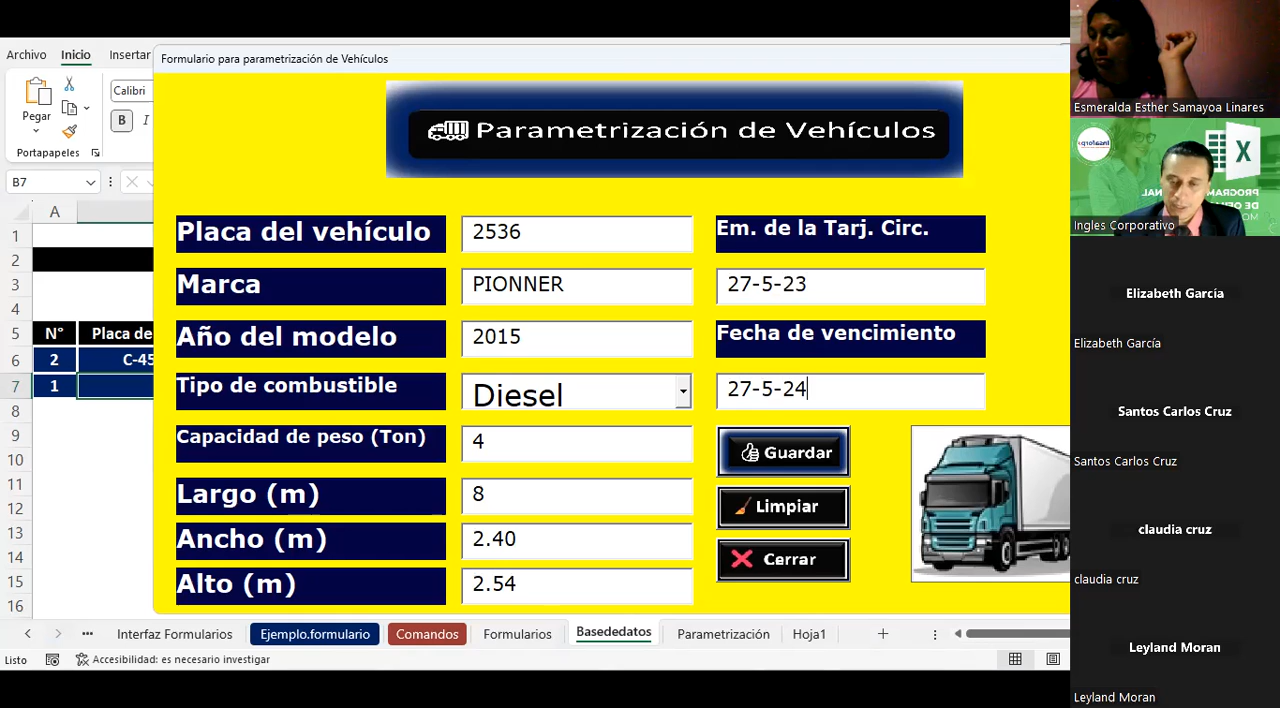 Archivo Inicio Insertar
Formulario para parametrización de Vehículos
Calibri
Pegar
B I
Portapapeles
B7
A
Parametrización de Vehículos
Placa del vehículo 2536 Em. de la Tarj. Circ.
Marca PIONNER 27-5-23
Año del modelo 2015 Fecha de vencimiento
Tipo de combustible Diesel 27-5-24
Capacidad de peso (Ton) 4 Guardar
Largo (m) 8 Limpiar
Ancho (m) 2.40 Cerrar
Alto (m) 2.54
1
2
3
4
5 N° Placa de
6 2 C-45
7 1
8
9
10
11
12
13
14
15
16
Interfaz Formularios Ejemplo.formulario Comandos Formularios Basededatos Parametrización Hoja1
Listo Accesibilidad: es necesario investigar
Esmeralda Esther Samayoa Linares
X
PROGRAM
NAL
DE OF
MO
Ingles Corporativo
Elizabeth García
Elizabeth García
Santos Carlos Cruz
Santos Carlos Cruz
claudia cruz
claudia cruz
Leyland Moran
Leyland Moran